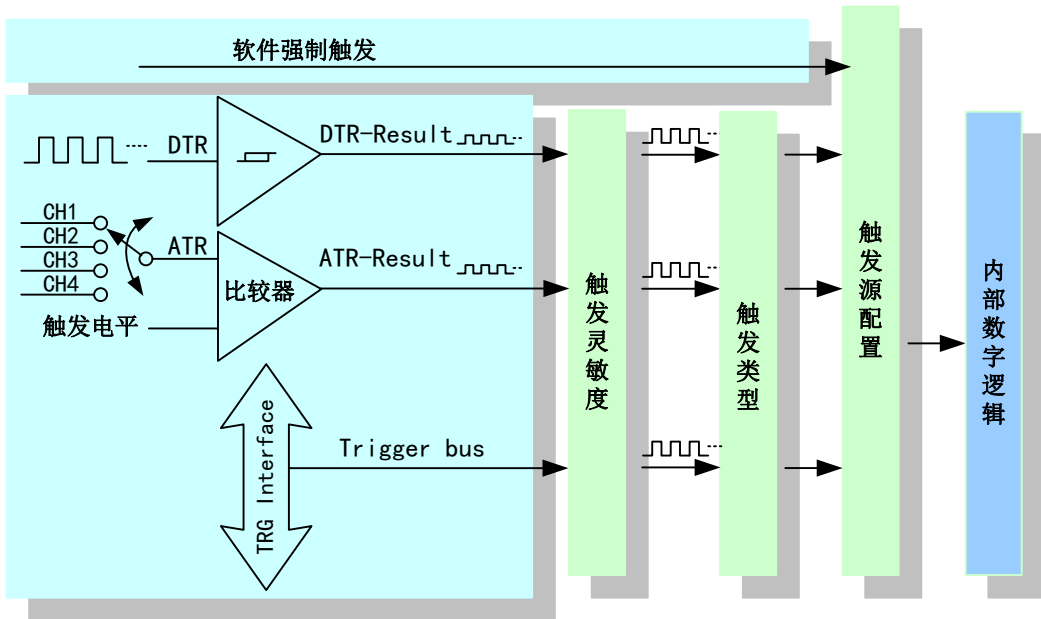 软件强制触发
DTR
DTR-Result
CH1
CH2
CH3
CH4
ATR
ATR-Result
比较器
触发电平
TRG Interface
Trigger bus
触发灵敏度
触发类型
触发源配置
内部数字逻辑